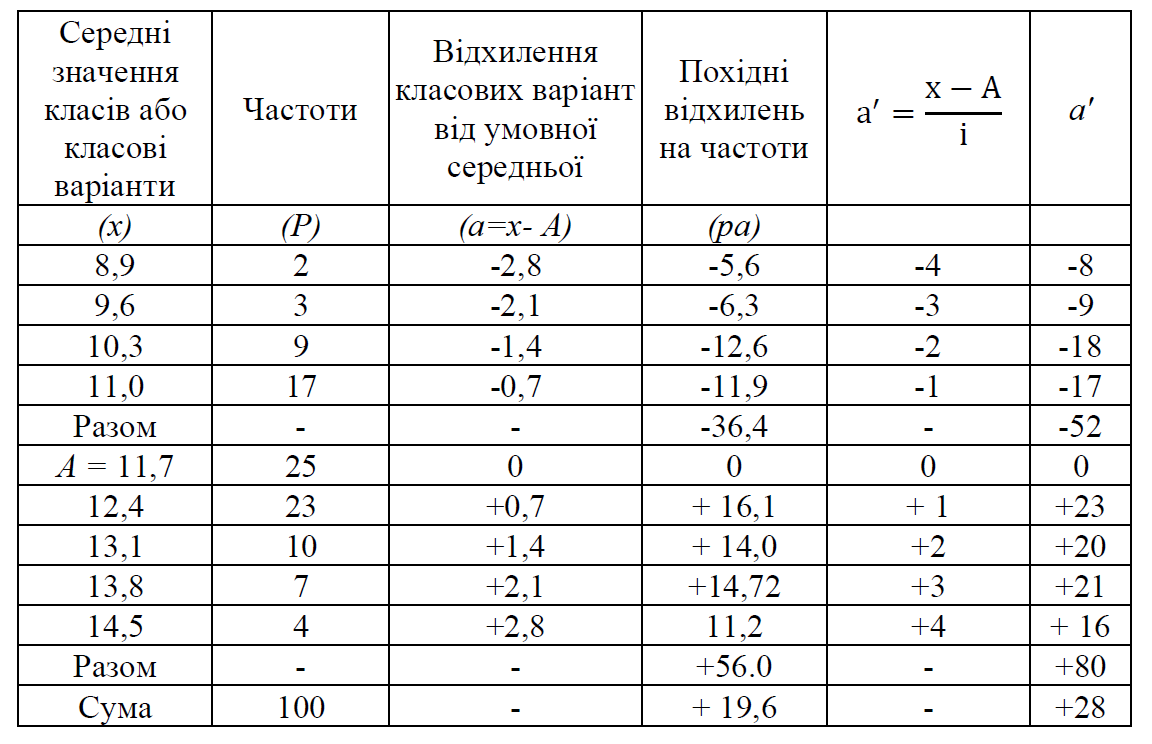 Середні значення класів або класові варіанти | Частоти | Відхилення класових варіант від умовної середньої | Похідні відхилень на частоти | a′ = (x − A)/i | a′
(x) | (P) | (a=x- A) | (pa) | |
8,9 | 2 | -2,8 | -5,6 | -4 | -8
9,6 | 3 | -2,1 | -6,3 | -3 | -9
10,3 | 9 | -1,4 | -12,6 | -2 | -18
11,0 | 17 | -0,7 | -11,9 | -1 | -17
Разом | - | - | -36,4 | - | -52
A = 11,7 | 25 | 0 | 0 | 0 | 0
12,4 | 23 | +0,7 | + 16,1 | + 1 | +23
13,1 | 10 | +1,4 | + 14,0 | +2 | +20
13,8 | 7 | +2,1 | +14,72 | +3 | +21
14,5 | 4 | +2,8 | 11,2 | +4 | + 16
Разом | - | - | +56.0 | - | +80
Сума | 100 | - | + 19,6 | - | +28